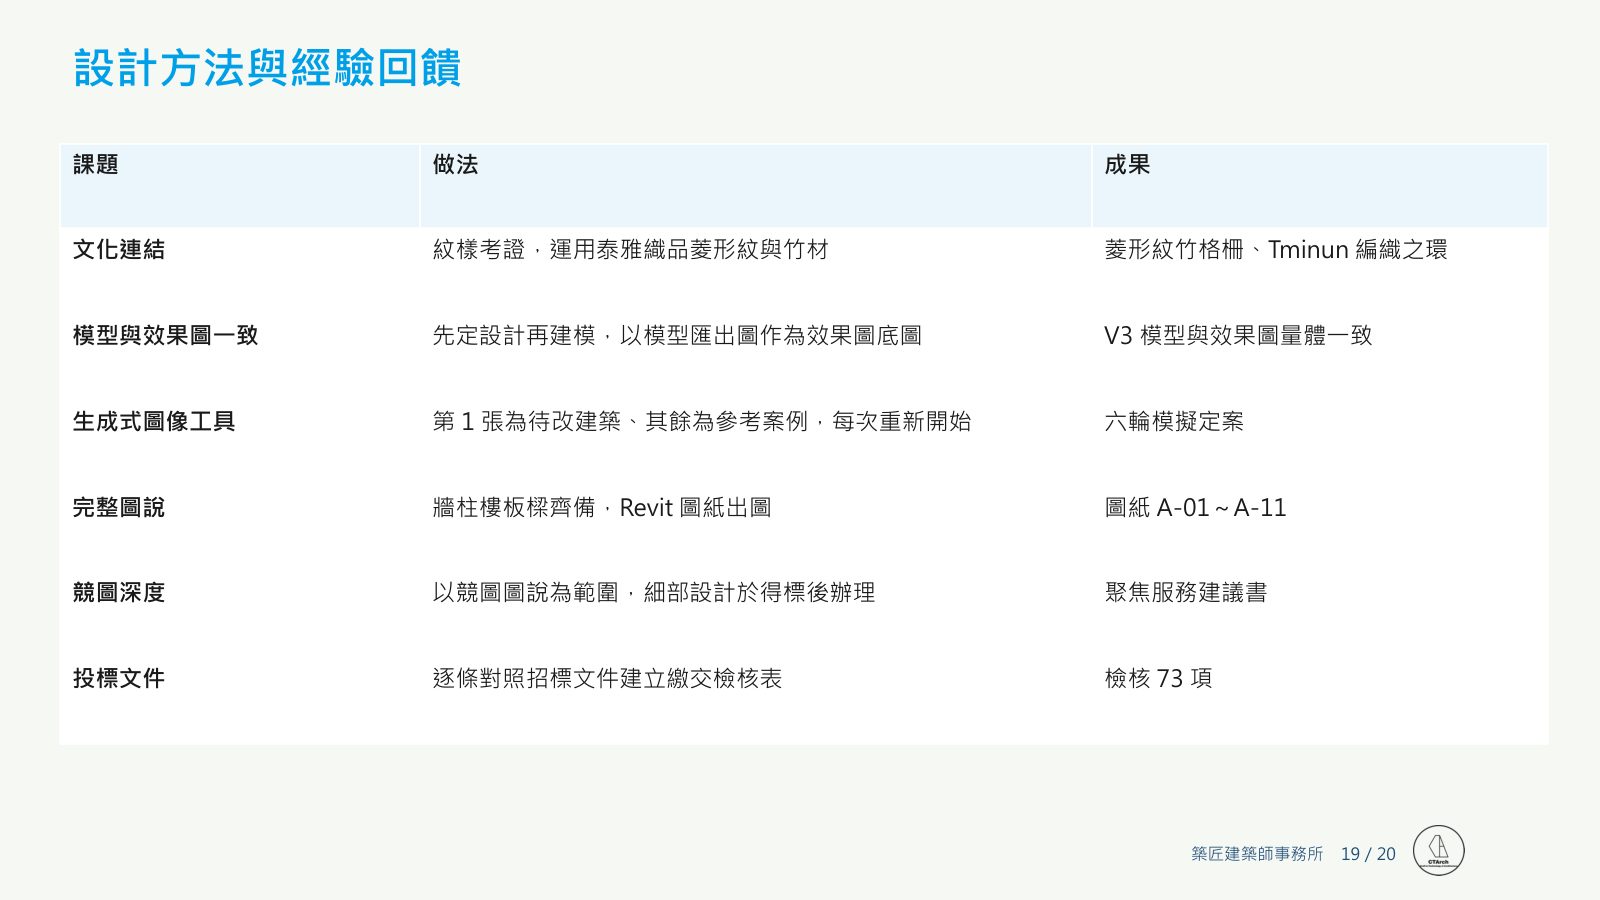 設計方法與經驗回饋
課題 做法 成果
文化連結 紋樣考證，運用泰雅織品菱形紋與竹材 菱形紋竹格柵、Tminun 編織之環
模型與效果圖一致 先定設計再建模，以模型匯出圖作為效果圖底圖 V3 模型與效果圖量體一致
生成式圖像工具 第 1 張為待改建築、其餘為參考案例，每次重新開始 六輪模擬定案
完整圖說 牆柱樓板樑齊備，Revit 圖紙出圖 圖紙 A-01～A-11
競圖深度 以競圖圖說為範圍，細部設計於得標後辦理 聚焦服務建議書
投標文件 逐條對照招標文件建立繳交檢核表 檢核 73 項
築匠建築師事務所 19 / 20
CTArch